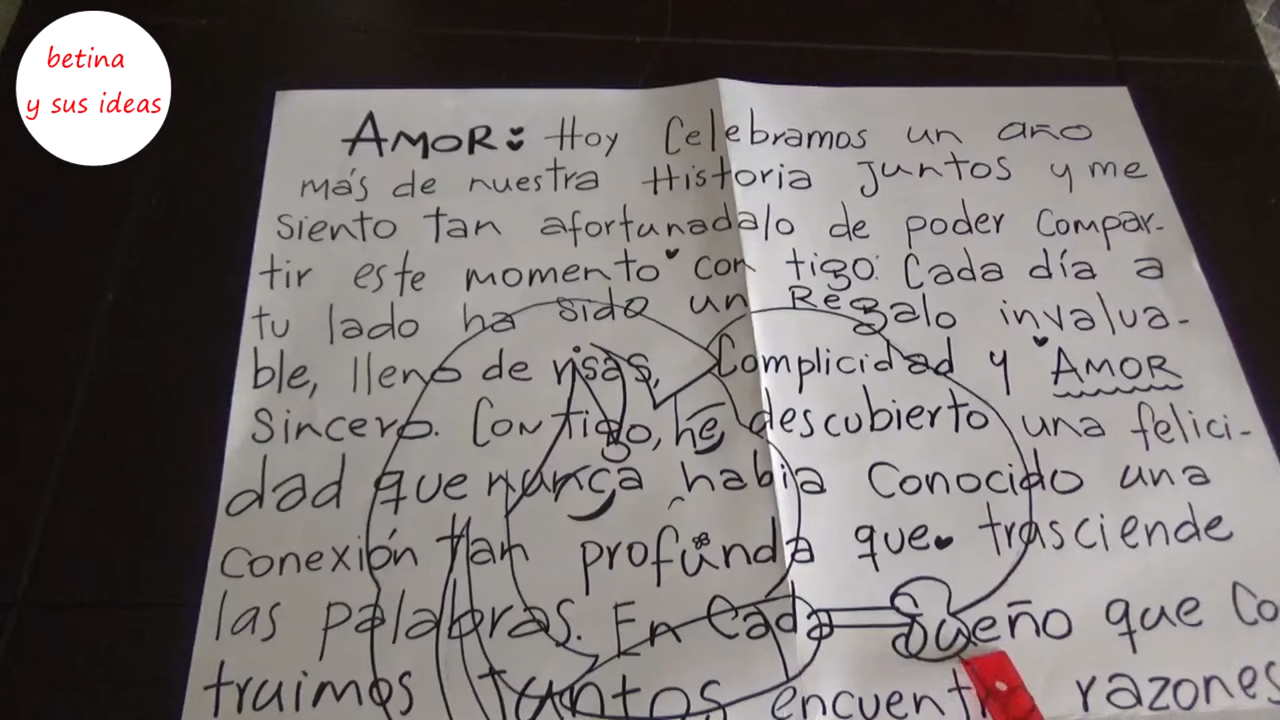 betina
y sus ideas
AMOR: Hoy Celebramos un año
más de nuestra Historia juntos y me
siento tan afortunada/o de poder Compar-
tir este momento con tigo: Cada día a
tu lado ha sido un Regalo invalua-
ble, lleno de risas, Complicidad y AMOR
Sincero. Contigo, he descubierto una felici-
dad que nunca había Conocido una
conexión tan profunda que trasciende
las palabras. En Cada Sueño que Co
truimos juntos encuent razones